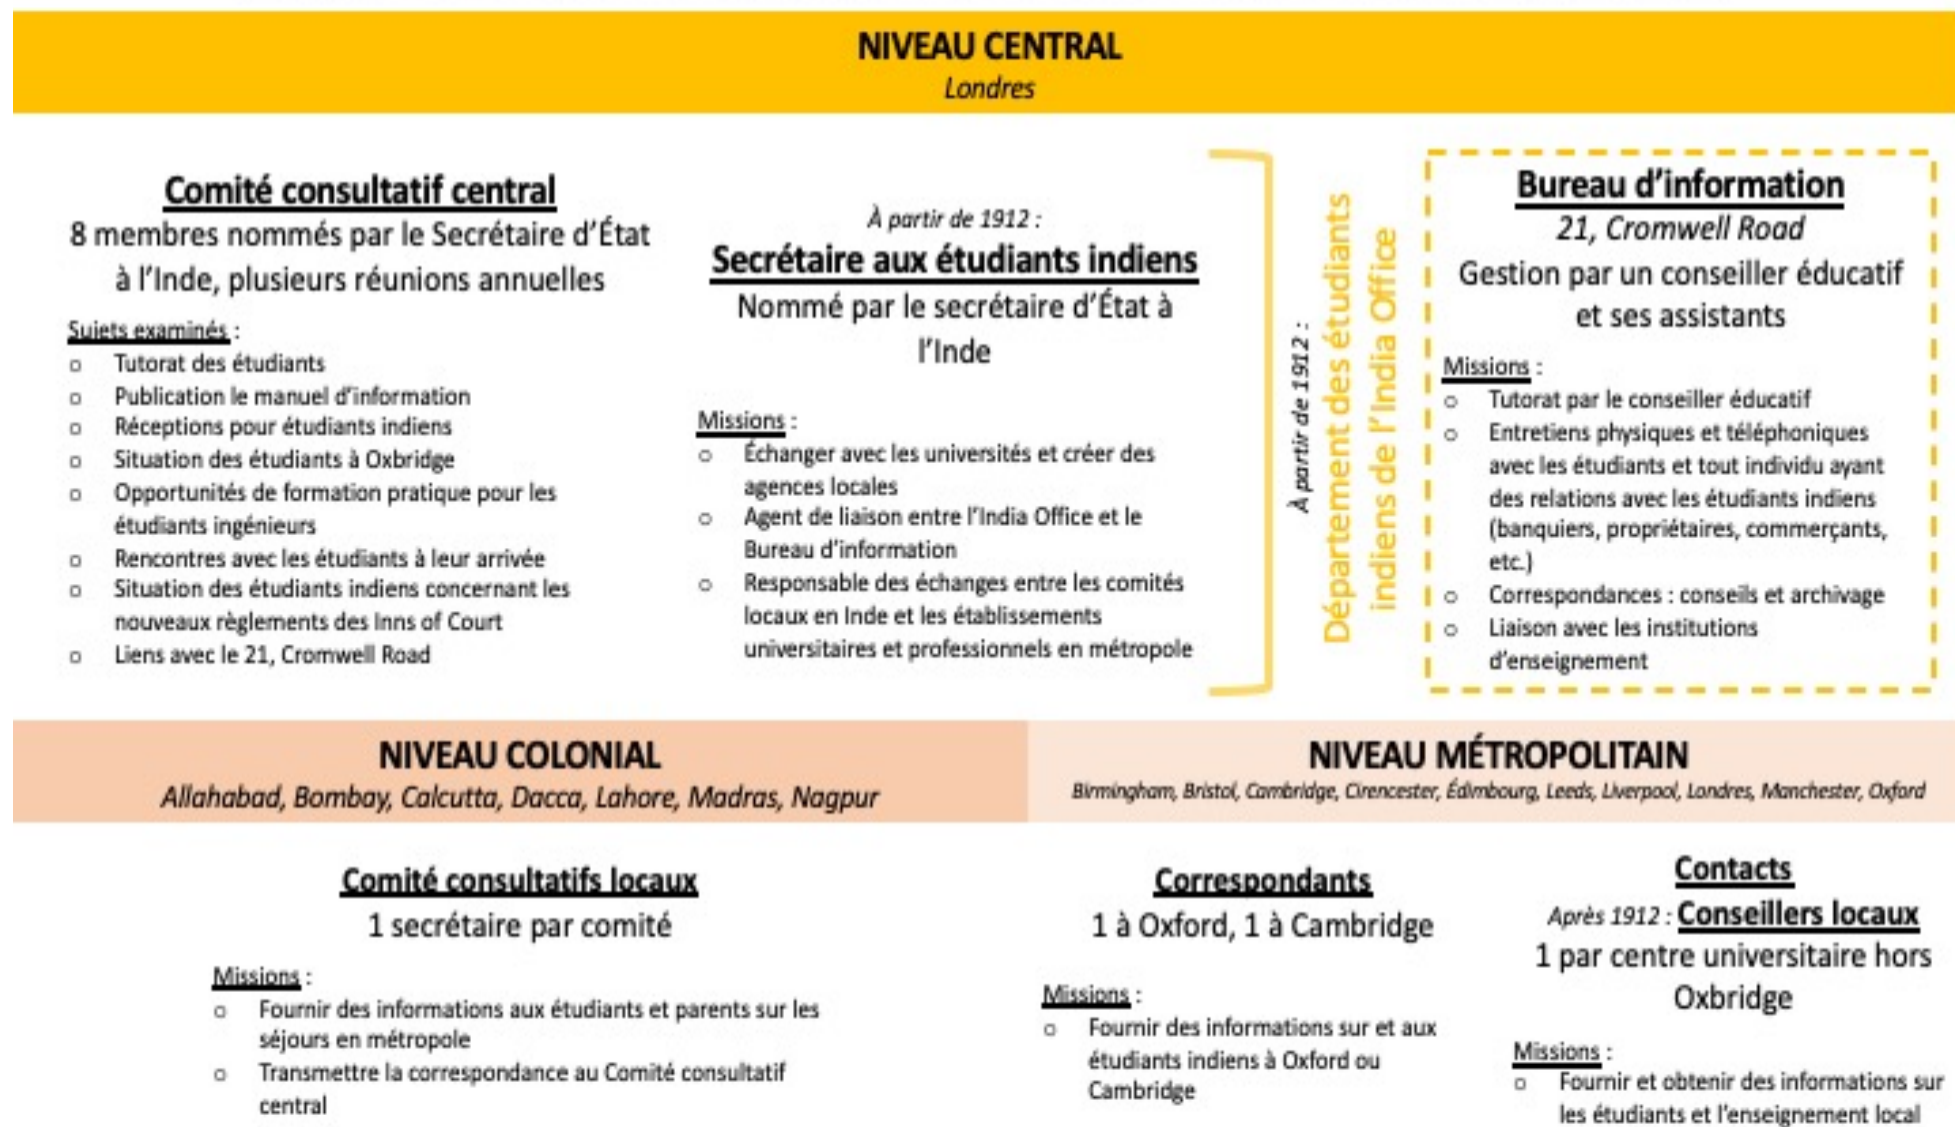 NIVEAU CENTRAL
Londres
Comité consultatif central
8 membres nommés par le Secrétaire d'État
à l'Inde, plusieurs réunions annuelles
Sujets examinés :
o Tutorat des étudiants
o Publication le manuel d'information
o Réceptions pour étudiants indiens
o Situation des étudiants à Oxbridge
o Opportunités de formation pratique pour les
étudiants ingénieurs
o Rencontres avec les étudiants à leur arrivée
o Situation des étudiants indiens concernant les
nouveaux règlements des Inns of Court
o Liens avec le 21, Cromwell Road
À partir de 1912 :
Secrétaire aux étudiants indiens
Nommé par le secrétaire d'État à
l'Inde
Missions :
o Échanger avec les universités et créer des
agences locales
o Agent de liaison entre l'India Office et le
Bureau d'information
o Responsable des échanges entre les comités
locaux en Inde et les établissements
universitaires et professionnels en métropole
À partir de 1912 :
Département des étudiants
indiens de l'India Office
Bureau d'information
21, Cromwell Road
Gestion par un conseiller éducatif
et ses assistants
Missions :
o Tutorat par le conseiller éducatif
o Entretiens physiques et téléphoniques
avec les étudiants et tout individu ayant
des relations avec les étudiants indiens
(banquiers, propriétaires, commerçants,
etc.)
o Correspondances : conseils et archivage
o Liaison avec les institutions
d'enseignement
NIVEAU COLONIAL
Allahabad, Bombay, Calcutta, Dacca, Lahore, Madras, Nagpur
Comité consultatifs locaux
1 secrétaire par comité
Missions :
o Fournir des informations aux étudiants et parents sur les
séjours en métropole
o Transmettre la correspondance au Comité consultatif
central
NIVEAU MÉTROPOLITAIN
Birmingham, Bristol, Cambridge, Cirencester, Édimbourg, Leeds, Liverpool, Londres, Manchester, Oxford
Correspondants
1 à Oxford, 1 à Cambridge
Missions :
o Fournir des informations sur et aux
étudiants indiens à Oxford ou
Cambridge
Contacts
Après 1912 : Conseillers locaux
1 par centre universitaire hors
Oxbridge
Missions :
o Fournir et obtenir des informations sur
les étudiants et l'enseignement local